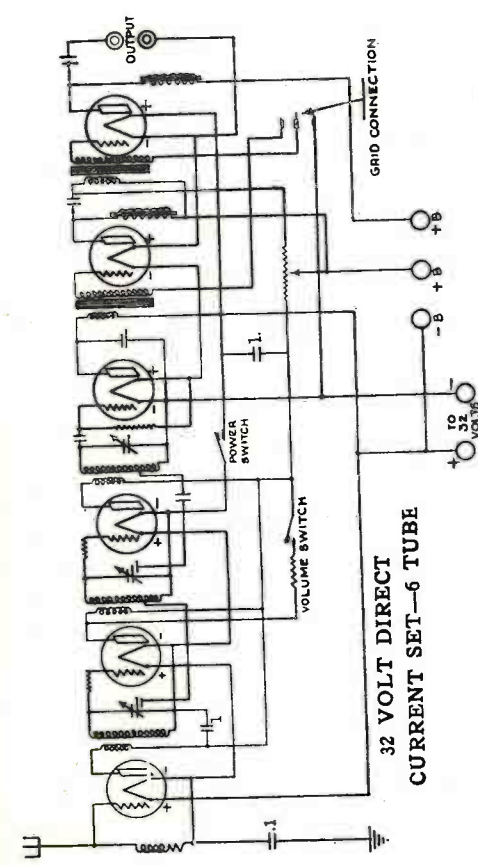 OUTPUT
GRID CONNECTION
+B
+B
-B
- +
TO
32
VOLTS
POWER
SWITCH
1.
VOLUME SWITCH
.1
.1
32 VOLT DIRECT
CURRENT SET—6 TUBE